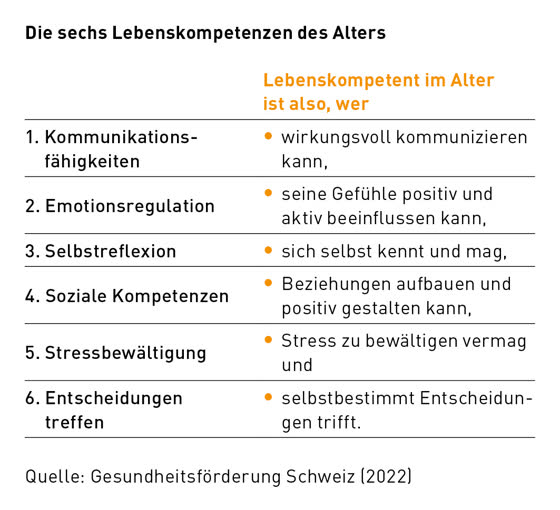 Die sechs Lebenskompetenzen des Alters
Lebenskompetent im Alter
ist also, wer
1. Kommunikations-
fähigkeiten
• wirkungsvoll kommunizieren
kann,
2. Emotionsregulation
• seine Gefühle positiv und
aktiv beeinflussen kann,
3. Selbstreflexion
• sich selbst kennt und mag,
4. Soziale Kompetenzen
• Beziehungen aufbauen und
positiv gestalten kann,
5. Stressbewältigung
• Stress zu bewältigen vermag
und
6. Entscheidungen
treffen
• selbstbestimmt Entscheidun-
gen trifft.
Quelle: Gesundheitsförderung Schweiz (2022)